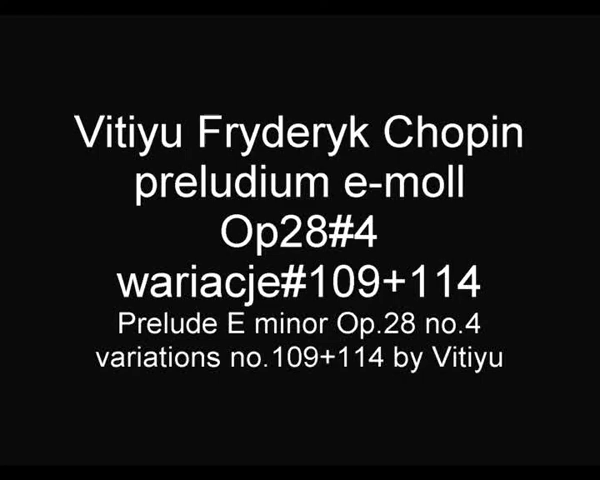 Vitiyu Fryderyk Chopin
preludium e-moll
Op28#4
wariacje#109+114
Prelude E minor Op.28 no.4
variations no.109+114 by Vitiyu